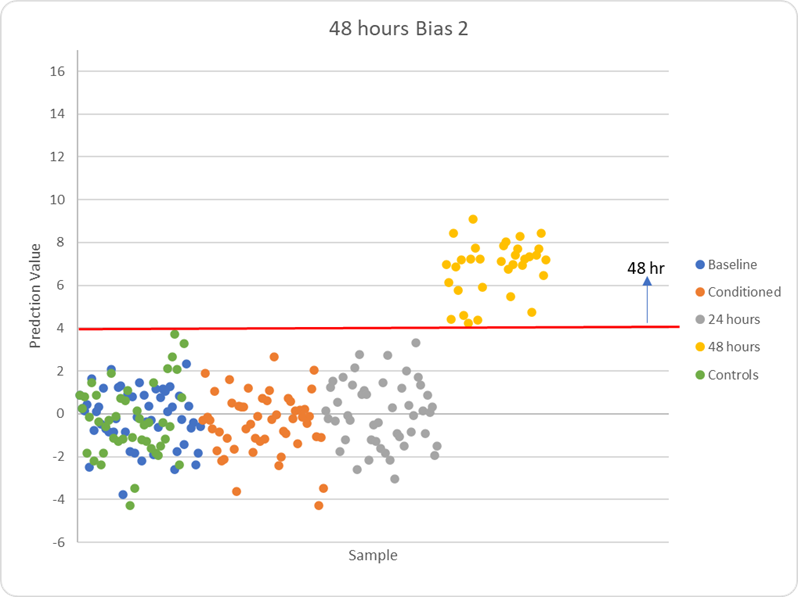 48 hours Bias 2
16
14
12
10
8
6
4
2
0
-2
-4
-6
Predction Value
Sample
48 hr
Baseline
Conditioned
24 hours
48 hours
Controls